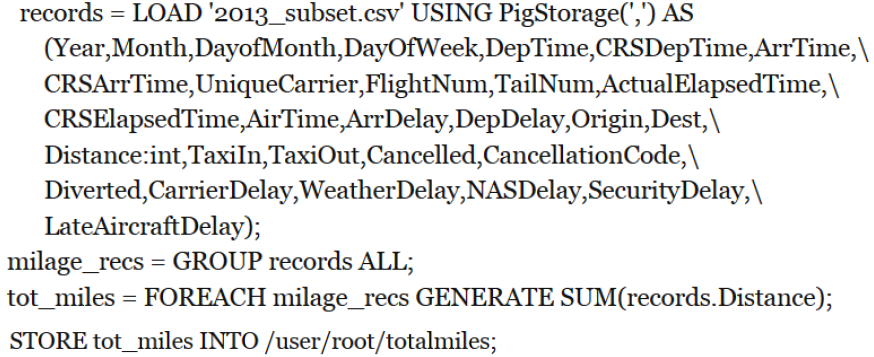 records = LOAD '2013_subset.csv' USING PigStorage(',') AS
(Year,Month,DayofMonth,DayOfWeek,DepTime,CRSDepTime,ArrTime,\
CRSArrTime,UniqueCarrier,FlightNum,TailNum,ActualElapsedTime,\
CRSElapsedTime,AirTime,ArrDelay,DepDelay,Origin,Dest,\
Distance:int,TaxiIn,TaxiOut,Cancelled,CancellationCode,\
Diverted,CarrierDelay,WeatherDelay,NASDelay,SecurityDelay,\
LateAircraftDelay);
milage_recs = GROUP records ALL;
tot_miles = FOREACH milage_recs GENERATE SUM(records.Distance);
STORE tot_miles INTO /user/root/totalmiles;